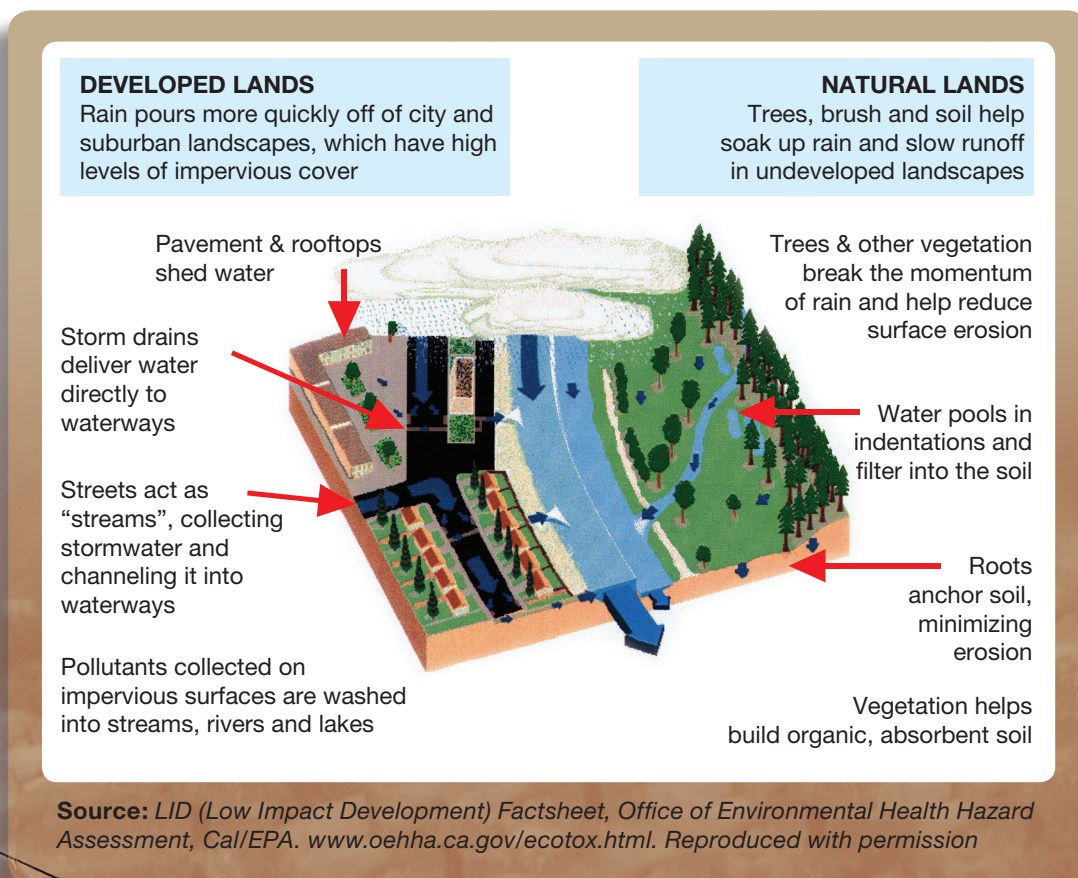 DEVELOPED LANDS
Rain pours more quickly off of city and
suburban landscapes, which have high
levels of impervious cover
NATURAL LANDS
Trees, brush and soil help
soak up rain and slow runoff
in undeveloped landscapes
Pavement & rooftops
shed water
Storm drains
deliver water
directly to
waterways
Streets act as
“streams”, collecting
stormwater and
channeling it into
waterways
Pollutants collected on
impervious surfaces are washed
into streams, rivers and lakes
Trees & other vegetation
break the momentum
of rain and help reduce
surface erosion
Water pools in
indentations and
filter into the soil
Roots
anchor soil,
minimizing
erosion
Vegetation helps
build organic, absorbent soil
Source: LID (Low Impact Development) Factsheet, Office of Environmental Health Hazard
Assessment, Cal/EPA. www.oehha.ca.gov/ecotox.html. Reproduced with permission